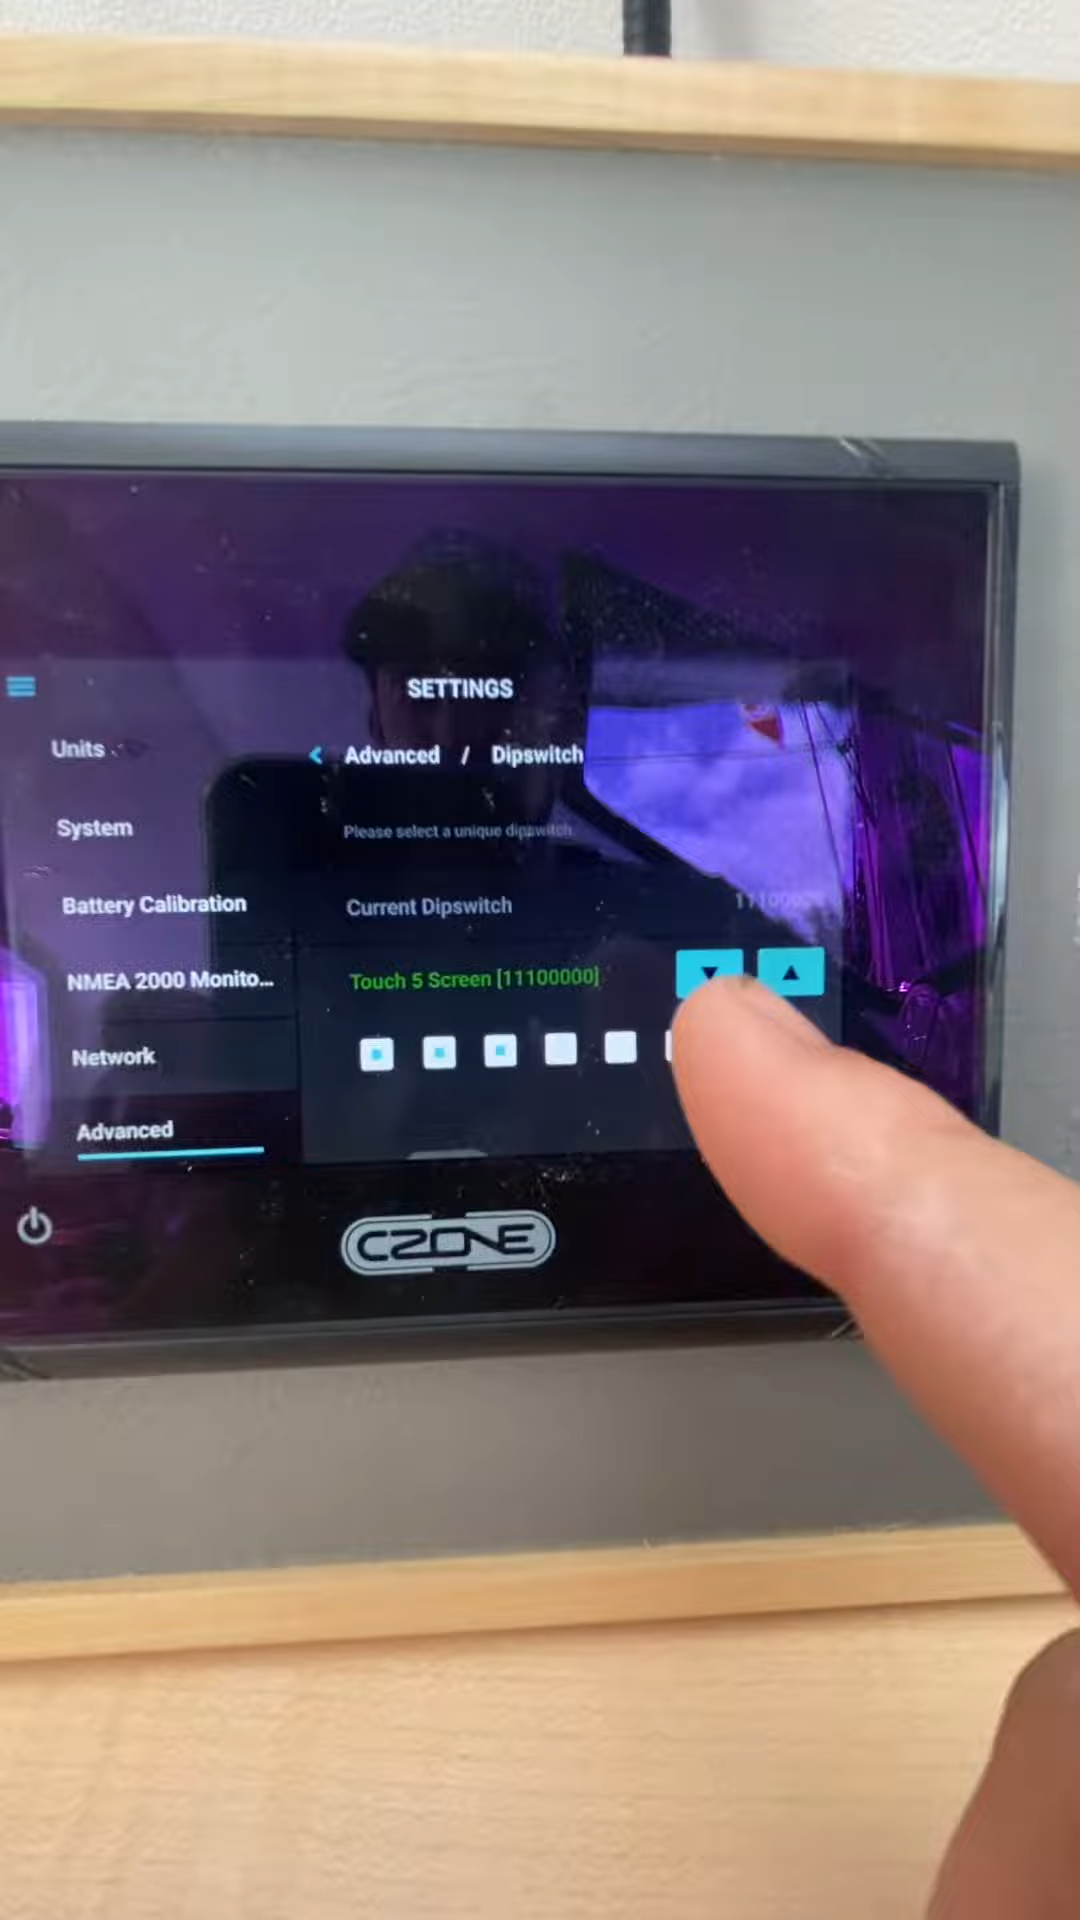 SETTINGS
Units
< Advanced / Dipswitch
System
Please select a unique dipswitch.
Battery Calibration
Current Dipswitch
NMEA 2000 Monito...
Touch 5 Screen [11100000]
Network
Advanced
CZONE